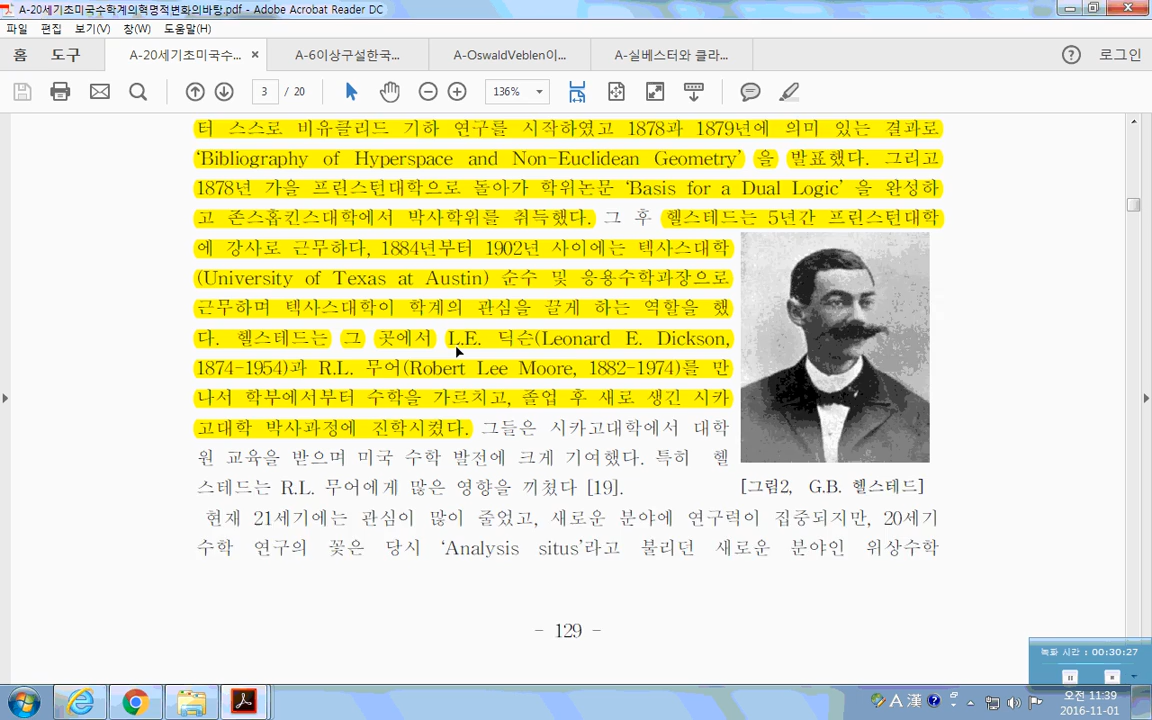 A-20세기초미국수학계의혁명적변화의바탕.pdf - Adobe Acrobat Reader DC
파일 편집 보기(V) 창(W) 도움말(H)
홈 도구 A-20세기초미국수... × A-6이상구설한국... A-OswaldVeblen이... A-실베스터와 클라... 로그인
3 / 20 136%
터 스스로 비유클리드 기하 연구를 시작하였고 1878과 1879년에 의미 있는 결과로
‘Bibliography of Hyperspace and Non-Euclidean Geometry’ 을 발표했다. 그리고
1878년 가을 프린스턴대학으로 돌아가 학위논문 ‘Basis for a Dual Logic’ 을 완성하
고 존스홉킨스대학에서 박사학위를 취득했다. 그 후 헬스테드는 5년간 프린스턴대학
에 강사로 근무하다, 1884년부터 1902년 사이에는 텍사스대학
(University of Texas at Austin) 순수 및 응용수학과장으로
근무하며 텍사스대학이 학계의 관심을 끌게 하는 역할을 했
다. 헬스테드는 그 곳에서 L.E. 딕슨(Leonard E. Dickson,
1874-1954)과 R.L. 무어(Robert Lee Moore, 1882-1974)를 만
나서 학부에서부터 수학을 가르치고, 졸업 후 새로 생긴 시카
고대학 박사과정에 진학시켰다. 그들은 시카고대학에서 대학
원 교육을 받으며 미국 수학 발전에 크게 기여했다. 특히 헬
스테드는 R.L. 무어에게 많은 영향을 끼쳤다 [19].
[그림2, G.B. 헬스테드]
현재 21세기에는 관심이 많이 줄었고, 새로운 분야에 연구력이 집중되지만, 20세기
수학 연구의 꽃은 당시 ‘Analysis situs’라고 불리던 새로운 분야인 위상수학
- 129 -
녹화 시간 : 00:30:27
A 漢
오전 11:39
2016-11-01